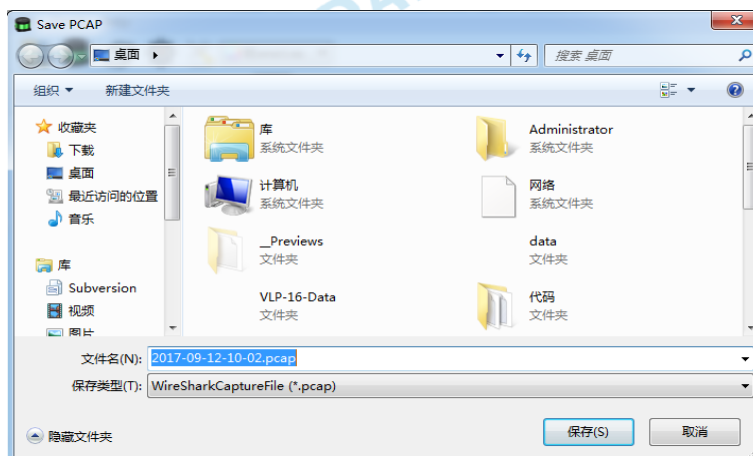 Save PCAP
桌面
搜索 桌面
组织
新建文件夹
收藏夹
下载
桌面
最近访问的位置
音乐
库
Subversion
视频
图片
库
系统文件夹
Administrator
系统文件夹
计算机
系统文件夹
网络
系统文件夹
__Previews
文件夹
data
文件夹
VLP-16-Data
文件夹
代码
文件夹
文件名(N): 2017-09-12-10-02.pcap
保存类型(T): WireSharkCaptureFile (*.pcap)
隐藏文件夹
保存(S)
取消